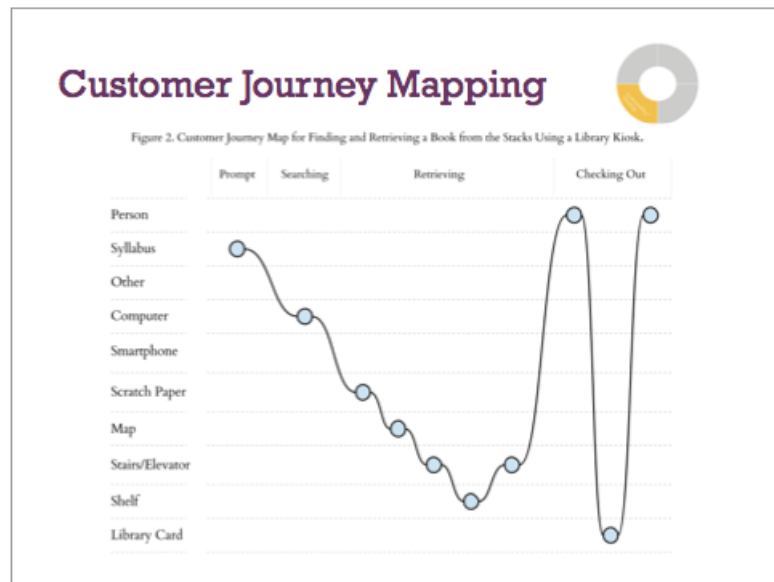 Customer Journey Mapping
Figure 2. Customer Journey Map for Finding and Retrieving a Book from the Stacks Using a Library Kiosk.
Prompt Searching Retrieving Checking Out
Person
Syllabus
Other
Computer
Smartphone
Scratch Paper
Map
Stairs/Elevator
Shelf
Library Card